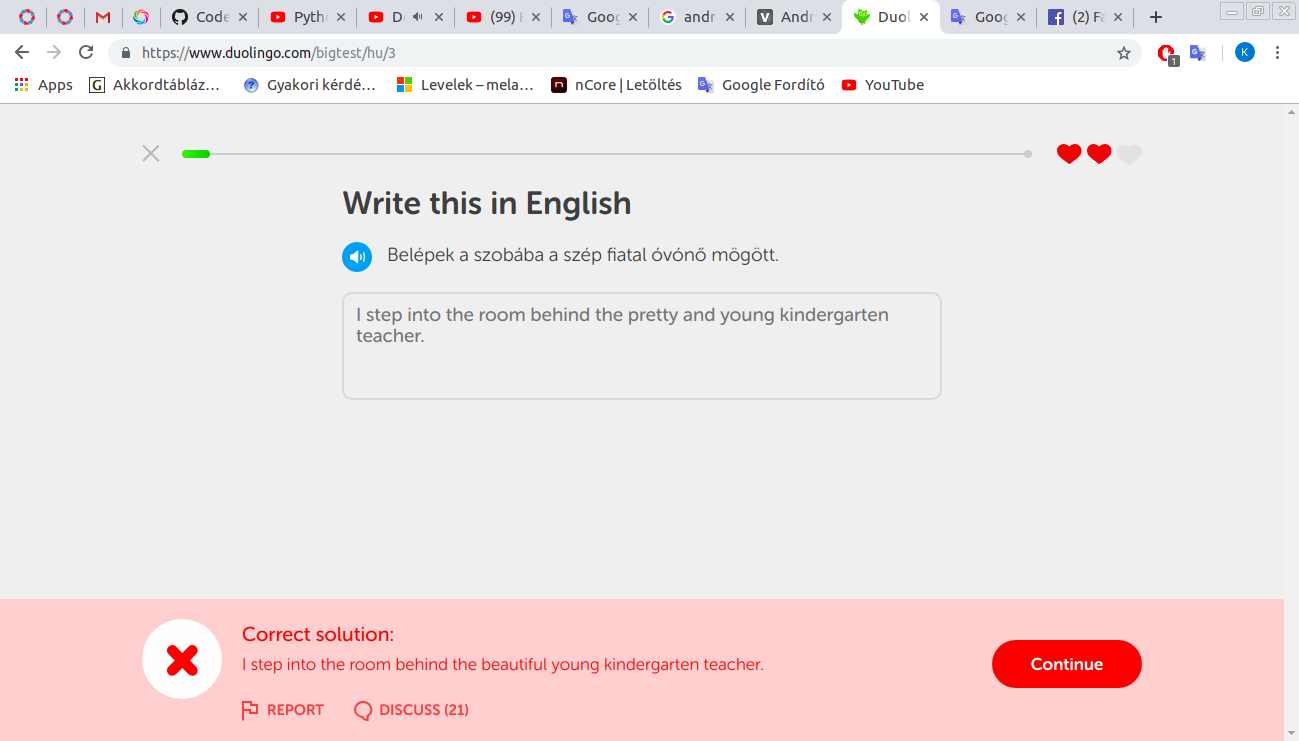 Code
Pyth
D
(99)
Goog
andr
Andr
Duol
Goog
(2) Fa
https://www.duolingo.com/bigtest/hu/3
1
K
Apps
Akkordtábláz…
Gyakori kérdé…
Levelek – mela…
nCore | Letöltés
Google Fordító
YouTube
Write this in English
Belépek a szobába a szép fiatal óvónő mögött.
I step into the room behind the pretty and young kindergarten
teacher.
Correct solution:
I step into the room behind the beautiful young kindergarten teacher.
Continue
REPORT
DISCUSS (21)